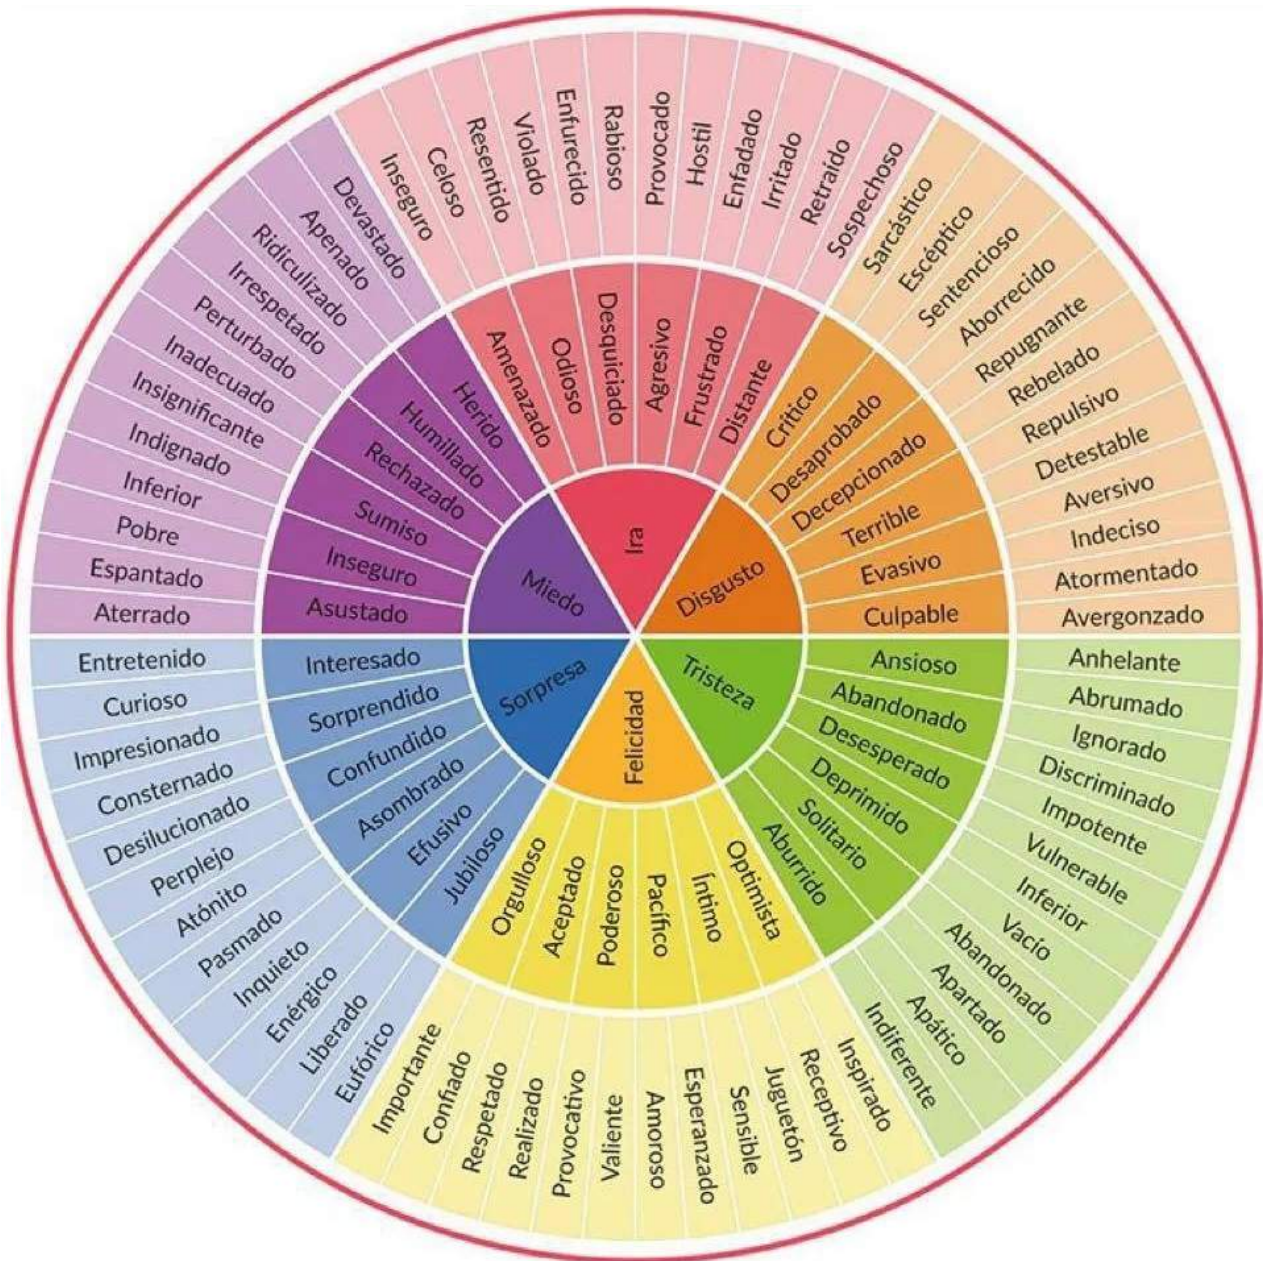 Ira
Disgusto
Tristeza
Felicidad
Sorpresa
Miedo
Amenazado
Odioso
Desquiciado
Agresivo
Frustrado
Distante
Crítico
Desaprobado
Decepcionado
Terrible
Evasivo
Culpable
Ansioso
Abandonado
Desesperado
Deprimido
Solitario
Aburrido
Optimista
Íntimo
Pacífico
Poderoso
Aceptado
Orgulloso
Jubiloso
Efusivo
Asombrado
Confundido
Sorprendido
Interesado
Asustado
Inseguro
Sumiso
Rechazado
Humillado
Herido
Inseguro
Celoso
Resentido
Violado
Enfurecido
Rabioso
Provocado
Hostil
Enfadado
Irritado
Retraído
Sospechoso
Sarcástico
Escéptico
Sentencioso
Aborrecido
Repugnante
Rebelado
Repulsivo
Detestable
Aversivo
Indeciso
Atormentado
Avergonzado
Anhelante
Abrumado
Ignorado
Discriminado
Impotente
Vulnerable
Inferior
Vacío
Abandonado
Apartado
Apático
Indiferente
Inspirado
Receptivo
Juguetón
Sensible
Esperanzado
Amoroso
Valiente
Provocativo
Realizado
Respetado
Confiado
Importante
Eufórico
Liberado
Enérgico
Inquieto
Pasmado
Atónito
Perplejo
Desilucionado
Consternado
Impresionado
Curioso
Entretenido
Aterrado
Espantado
Pobre
Inferior
Indignado
Insignificante
Inadecuado
Perturbado
Irrespetado
Ridiculizado
Apenado
Devastado